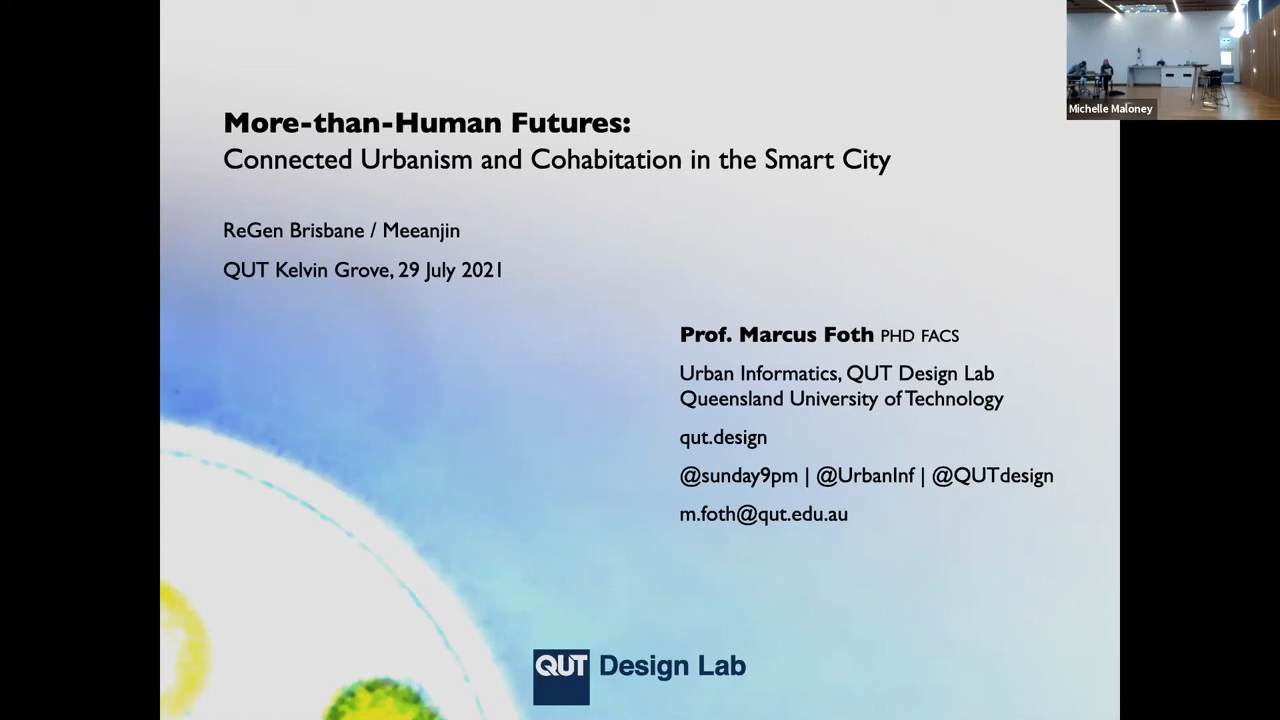 More-than-Human Futures:
Connected Urbanism and Cohabitation in the Smart City
ReGen Brisbane / Meeanjin
QUT Kelvin Grove, 29 July 2021
Prof. Marcus Foth PHD FACS
Urban Informatics, QUT Design Lab
Queensland University of Technology
qut.design
@sunday9pm | @UrbanInf | @QUTdesign
m.foth@qut.edu.au
QUT Design Lab
Michelle Maloney